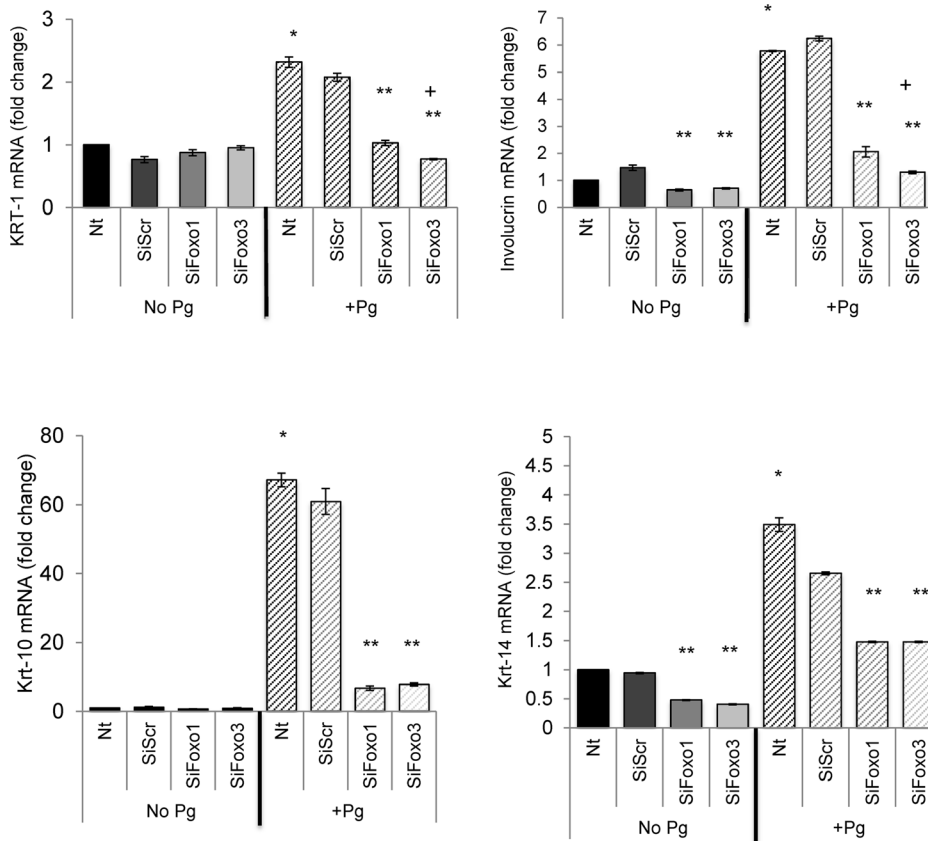 KRT-1 mRNA (fold change)
3
2
1
0
*
**
+
**
Nt
SiScr
SiFoxo1
SiFoxo3
Nt
SiScr
SiFoxo1
SiFoxo3
No Pg
+Pg
Involucrin mRNA (fold change)
7
6
5
4
3
2
1
0
*
**
**
**
+
**
Nt
SiScr
SiFoxo1
SiFoxo3
Nt
SiScr
SiFoxo1
SiFoxo3
No Pg
+Pg
Krt-10 mRNA (fold change)
80
60
40
20
0
*
**
**
Nt
SiScr
SiFoxo1
SiFoxo3
Nt
SiScr
SiFoxo1
SiFoxo3
No Pg
+Pg
Krt-14 mRNA (fold change)
5
4.5
4
3.5
3
2.5
2
1.5
1
0.5
0
**
**
*
**
**
Nt
SiScr
SiFoxo1
SiFoxo3
Nt
SiScr
SiFoxo1
SiFoxo3
No Pg
+Pg